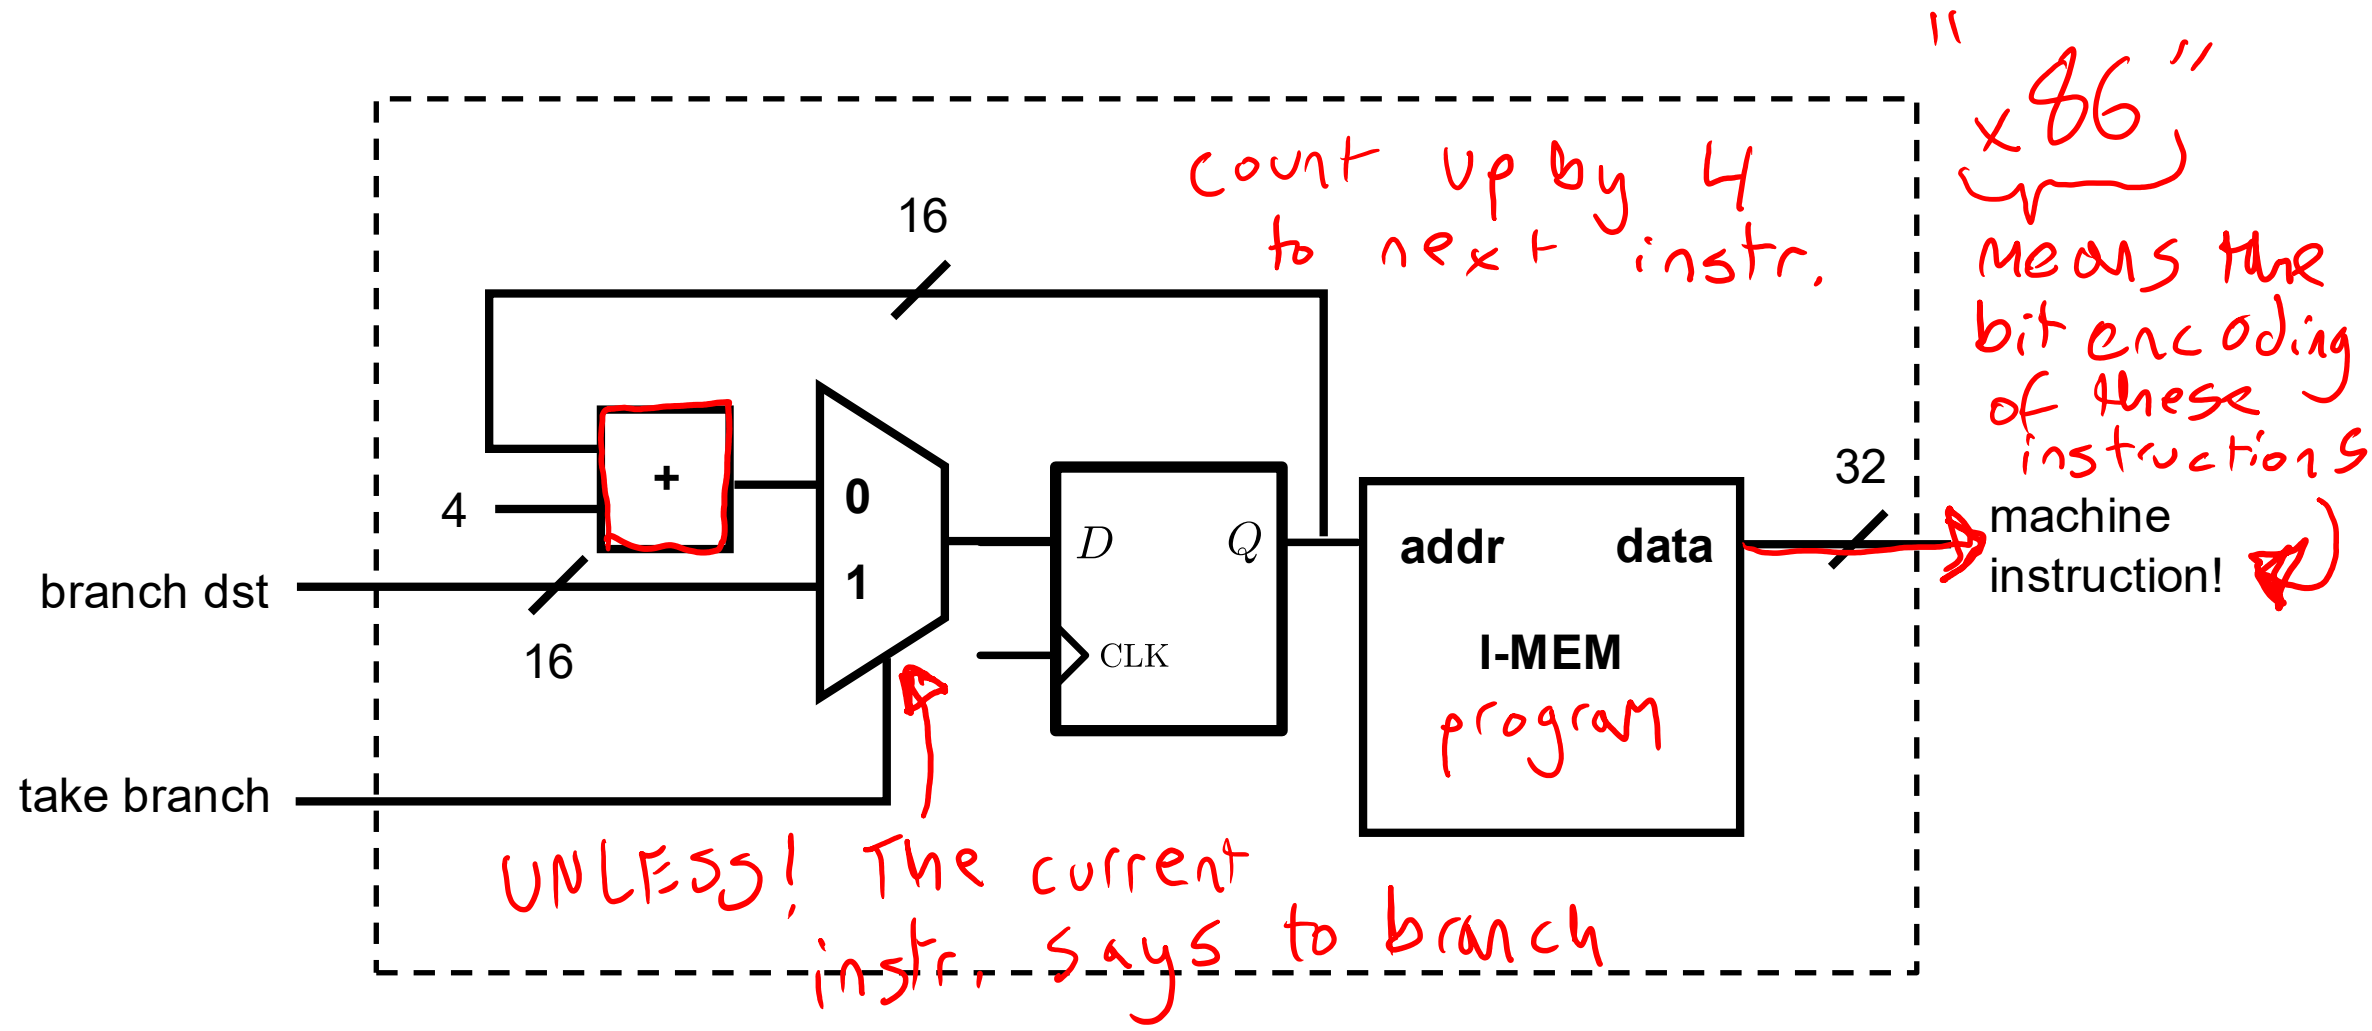 "x86"
means the
bit encoding
of these
instructions
count up by 4
to next instr.
16
+
4
0
1
D
Q
CLK
addr
data
I-MEM
program
32
machine
instruction!
branch dst
16
take branch
UNLESS! The current
instr. says to branch